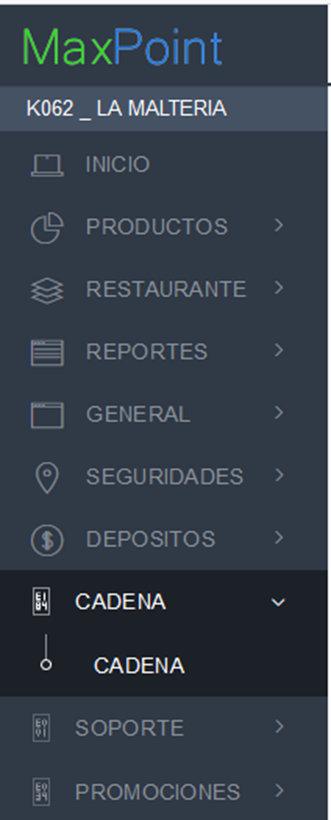 MaxPoint
K062 _ LA MALTERIA
INICIO
PRODUCTOS
RESTAURANTE
REPORTES
GENERAL
SEGURIDADES
DEPOSITOS
CADENA
CADENA
SOPORTE
PROMOCIONES